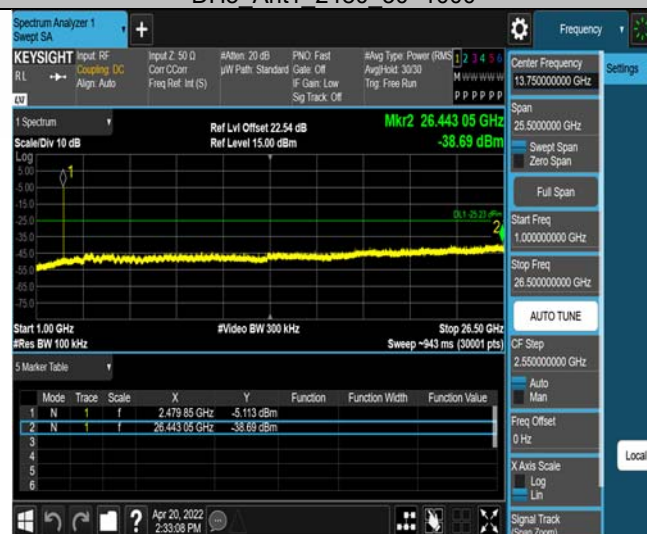 Spectrum Analyzer 1
Swept SA
+
Frequency
KEYSIGHT
RL
Input: RF
Coupling: DC
Align: Auto
Input Z: 50 Ω
Corr CCorr
Freq Ref: Int (S)
#Atten: 20 dB
µW Path: Standard
PNO: Fast
Gate: Off
IF Gain: Low
Sig Track: Off
#Avg Type: Power (RMS)
Avg|Hold: 30/30
Trig: Free Run
1 2 3 4 5 6
M w w w w w
P P P P P P
1 Spectrum
Scale/Div 10 dB
Log
Ref Lvl Offset 22.54 dB
Ref Level 15.00 dBm
Mkr2 26.443 05 GHz
-38.69 dBm
5.00
-5.00
-15.0
-25.0
-35.0
-45.0
-55.0
-65.0
-75.0
1
DL1 -25.23 dBm
2
Start 1.00 GHz
#Res BW 100 kHz
#Video BW 300 kHz
Stop 26.50 GHz
Sweep ~943 ms (30001 pts)
5 Marker Table
Mode Trace Scale X Y Function Function Width Function Value
1 N 1 f 2.479 85 GHz -5.113 dBm
2 N 1 f 26.443 05 GHz -38.69 dBm
3
4
5
6
Apr 20, 2022
2:33:08 PM
Center Frequency
13.750000000 GHz
Settings
Span
25.5000000 GHz
Swept Span
Zero Span
Full Span
Start Freq
1.000000000 GHz
Stop Freq
26.500000000 GHz
AUTO TUNE
CF Step
2.550000000 GHz
Auto
Man
Freq Offset
0 Hz
X Axis Scale
Log
Lin
Local
Signal Track
(Span Zoom)